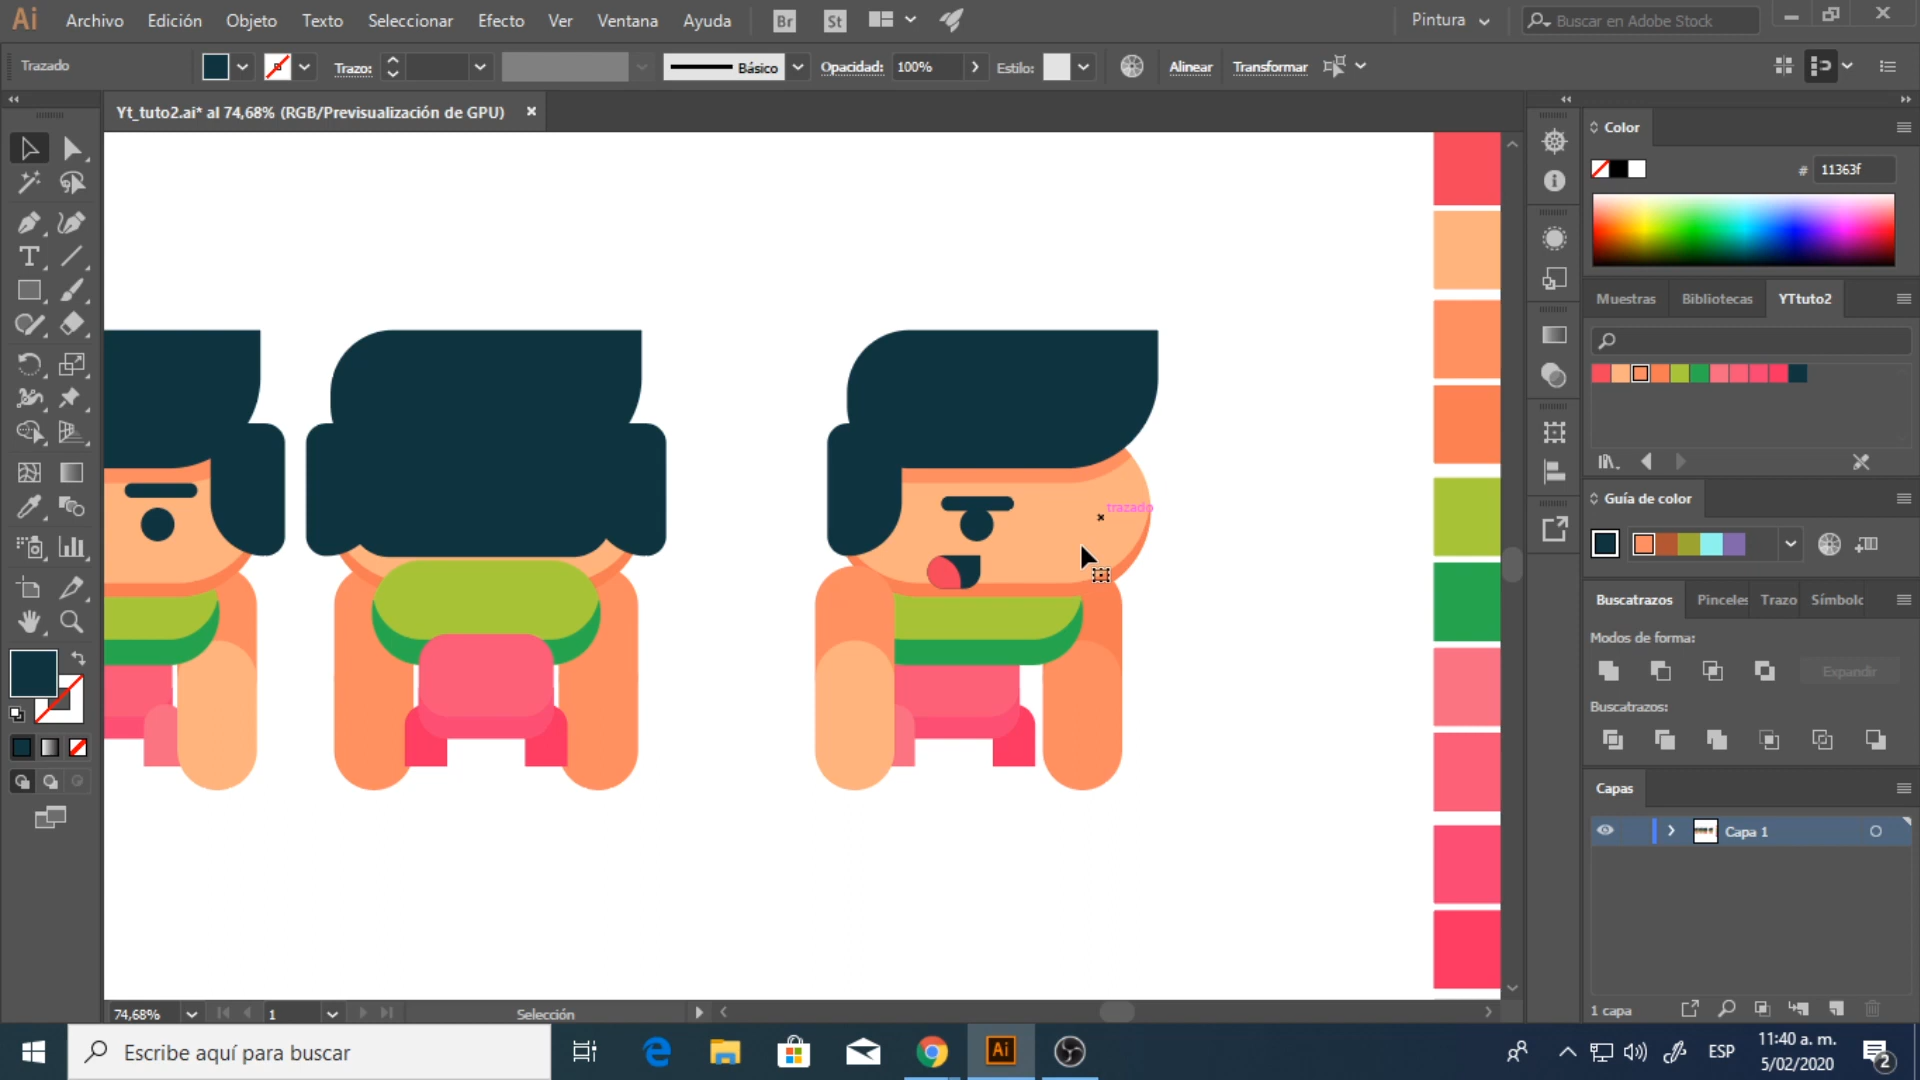 Ai Archivo Edición Objeto Texto Seleccionar Efecto Ver Ventana Ayuda Br St Pintura Buscar en Adobe Stock
Trazado Trazo: Básico Opacidad: 100% Estilo: Alinear Transformar
Yt_tuto2.ai* al 74,68% (RGB/Previsualización de GPU)
Color
# 11363f
Muestras Bibliotecas YTtuto2
Guía de color
trazado
Buscatrazos Pinceles Trazo Símbolc
Modos de forma:
Expandir
Buscatrazos:
Capas
Capa 1
1 capa
74,68% 1 Selección
Escribe aquí para buscar
Ai
ESP
11:40 a. m.
5/02/2020
2